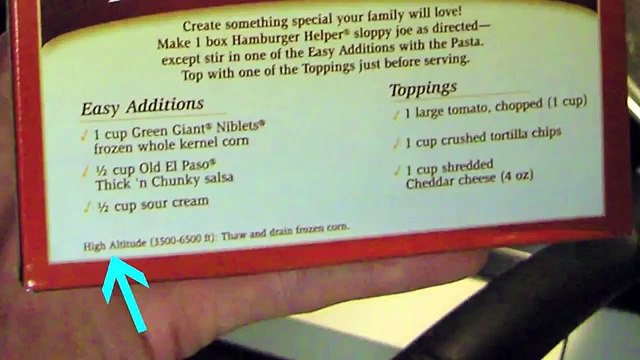 Create something special your family will love!
Make 1 box Hamburger Helper® sloppy joe as directed—
except stir in one of the Easy Additions with the Pasta.
Top with one of the Toppings just before serving.
Easy Additions
1 cup Green Giant® Niblets®
frozen whole kernel corn
½ cup Old El Paso®
Thick 'n Chunky salsa
½ cup sour cream
Toppings
1 large tomato, chopped (1 cup)
1 cup crushed tortilla chips
1 cup shredded
Cheddar cheese (4 oz)
High Altitude (3500-6500 ft): Thaw and drain frozen corn.